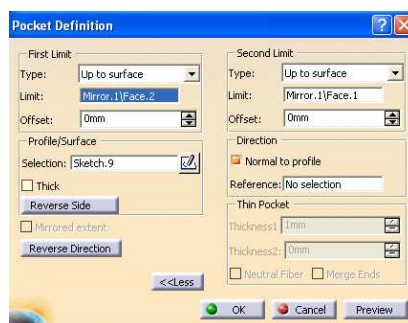 Pocket Definition
First Limit
Type: Up to surface
Limit: Mirror.1\Face.2
Offset: 0mm
Profile/Surface
Selection: Sketch.9
Thick
Reverse Side
Mirrored extent
Reverse Direction
<<Less
Second Limit
Type: Up to surface
Limit: Mirror.1\Face.1
Offset: 0mm
Direction
Normal to profile
Reference: No selection
Thin Pocket
Thickness1 1mm
Thickness2: 0mm
Neutral Fiber Merge Ends
OK Cancel Preview